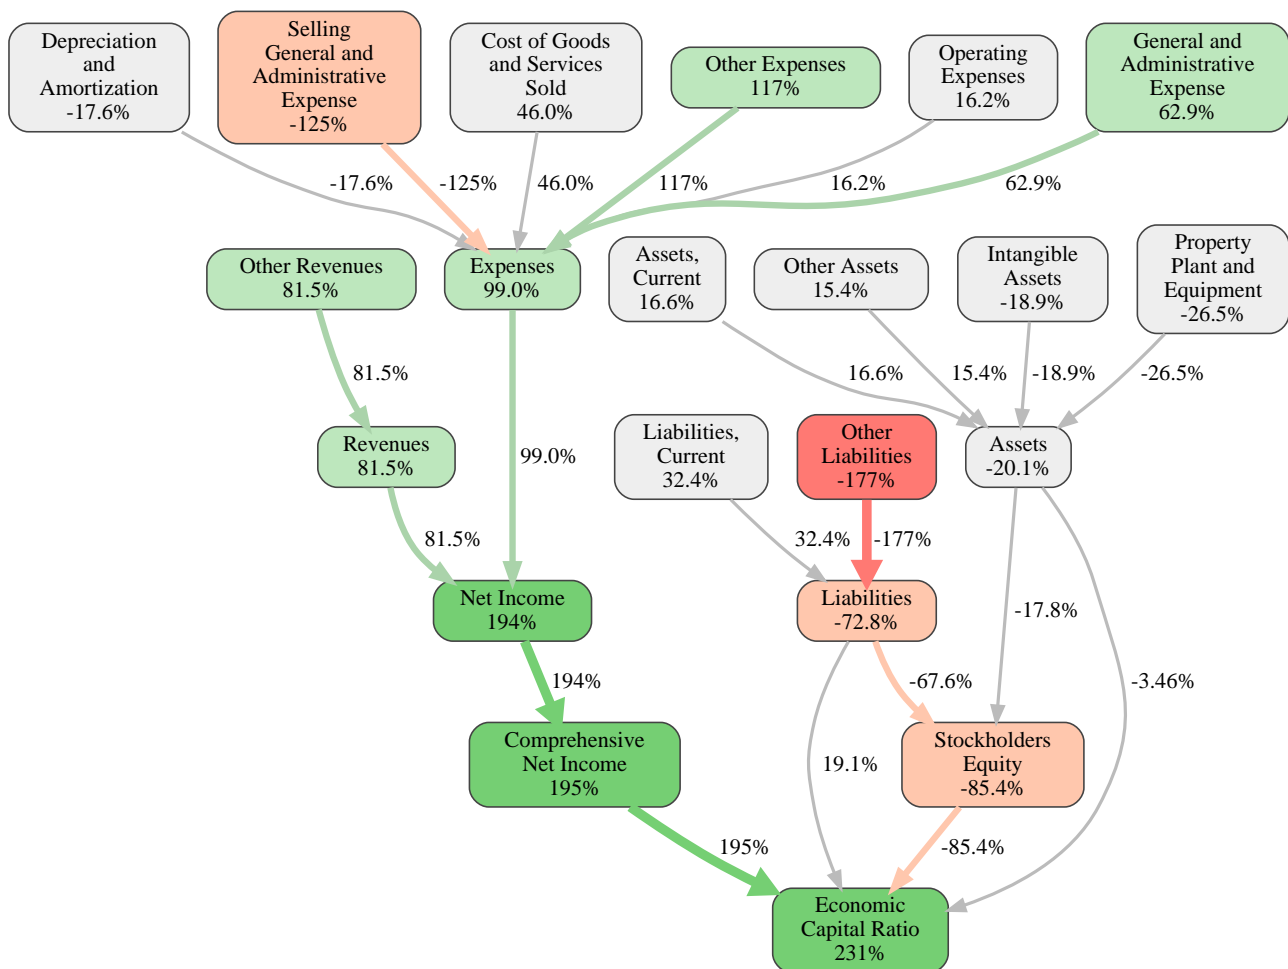 Depreciation
and
Amortization
-17.6%
Selling
General and
Administrative
Expense
-125%
Cost of Goods
and Services
Sold
46.0%
Other Expenses
117%
Operating
Expenses
16.2%
General and
Administrative
Expense
62.9%
-17.6%
-125%
46.0%
117%
16.2%
62.9%
Other Revenues
81.5%
Expenses
99.0%
Assets,
Current
16.6%
Other Assets
15.4%
Intangible
Assets
-18.9%
Property
Plant and
Equipment
-26.5%
81.5%
16.6%
15.4%
-18.9%
-26.5%
Revenues
81.5%
99.0%
Liabilities,
Current
32.4%
Other
Liabilities
-177%
Assets
-20.1%
81.5%
32.4%
-177%
Net Income
194%
Liabilities
-72.8%
-17.8%
194%
-67.6%
-3.46%
Comprehensive
Net Income
195%
19.1%
Stockholders
Equity
-85.4%
195%
-85.4%
Economic
Capital Ratio
231%